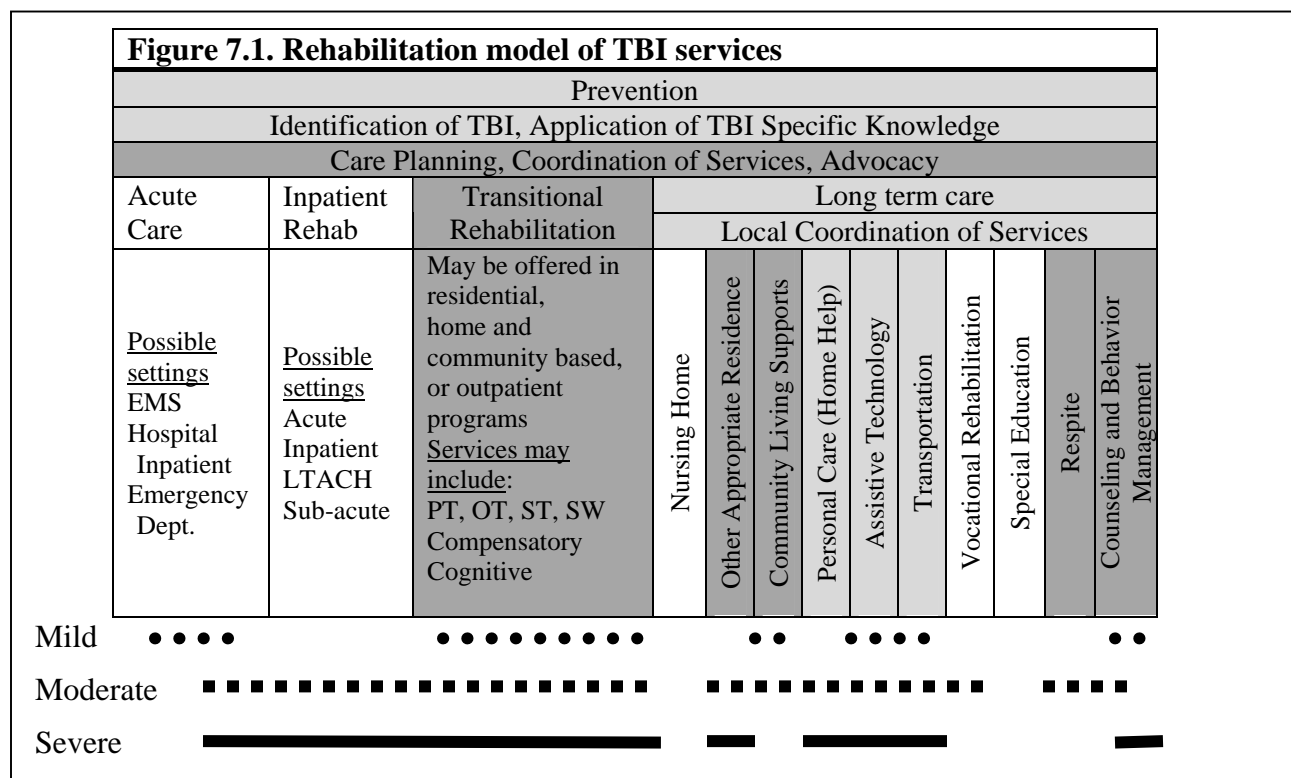 Figure 7.1. Rehabilitation model of TBI services
Prevention
Identification of TBI, Application of TBI Specific Knowledge
Care Planning, Coordination of Services, Advocacy
Acute
Care
Inpatient
Rehab
Transitional
Rehabilitation
Long term care
Local Coordination of Services
Possible
settings
EMS
Hospital
Inpatient
Emergency
Dept.
Possible
settings
Acute
Inpatient
LTACH
Sub-acute
May be offered in
residential,
home and
community based,
or outpatient
programs
Services may
include:
PT, OT, ST, SW
Compensatory
Cognitive
Nursing Home
Other Appropriate Residence
Community Living Supports
Personal Care (Home Help)
Assistive Technology
Transportation
Vocational Rehabilitation
Special Education
Respite
Counseling and Behavior
Management
Mild
Moderate
Severe